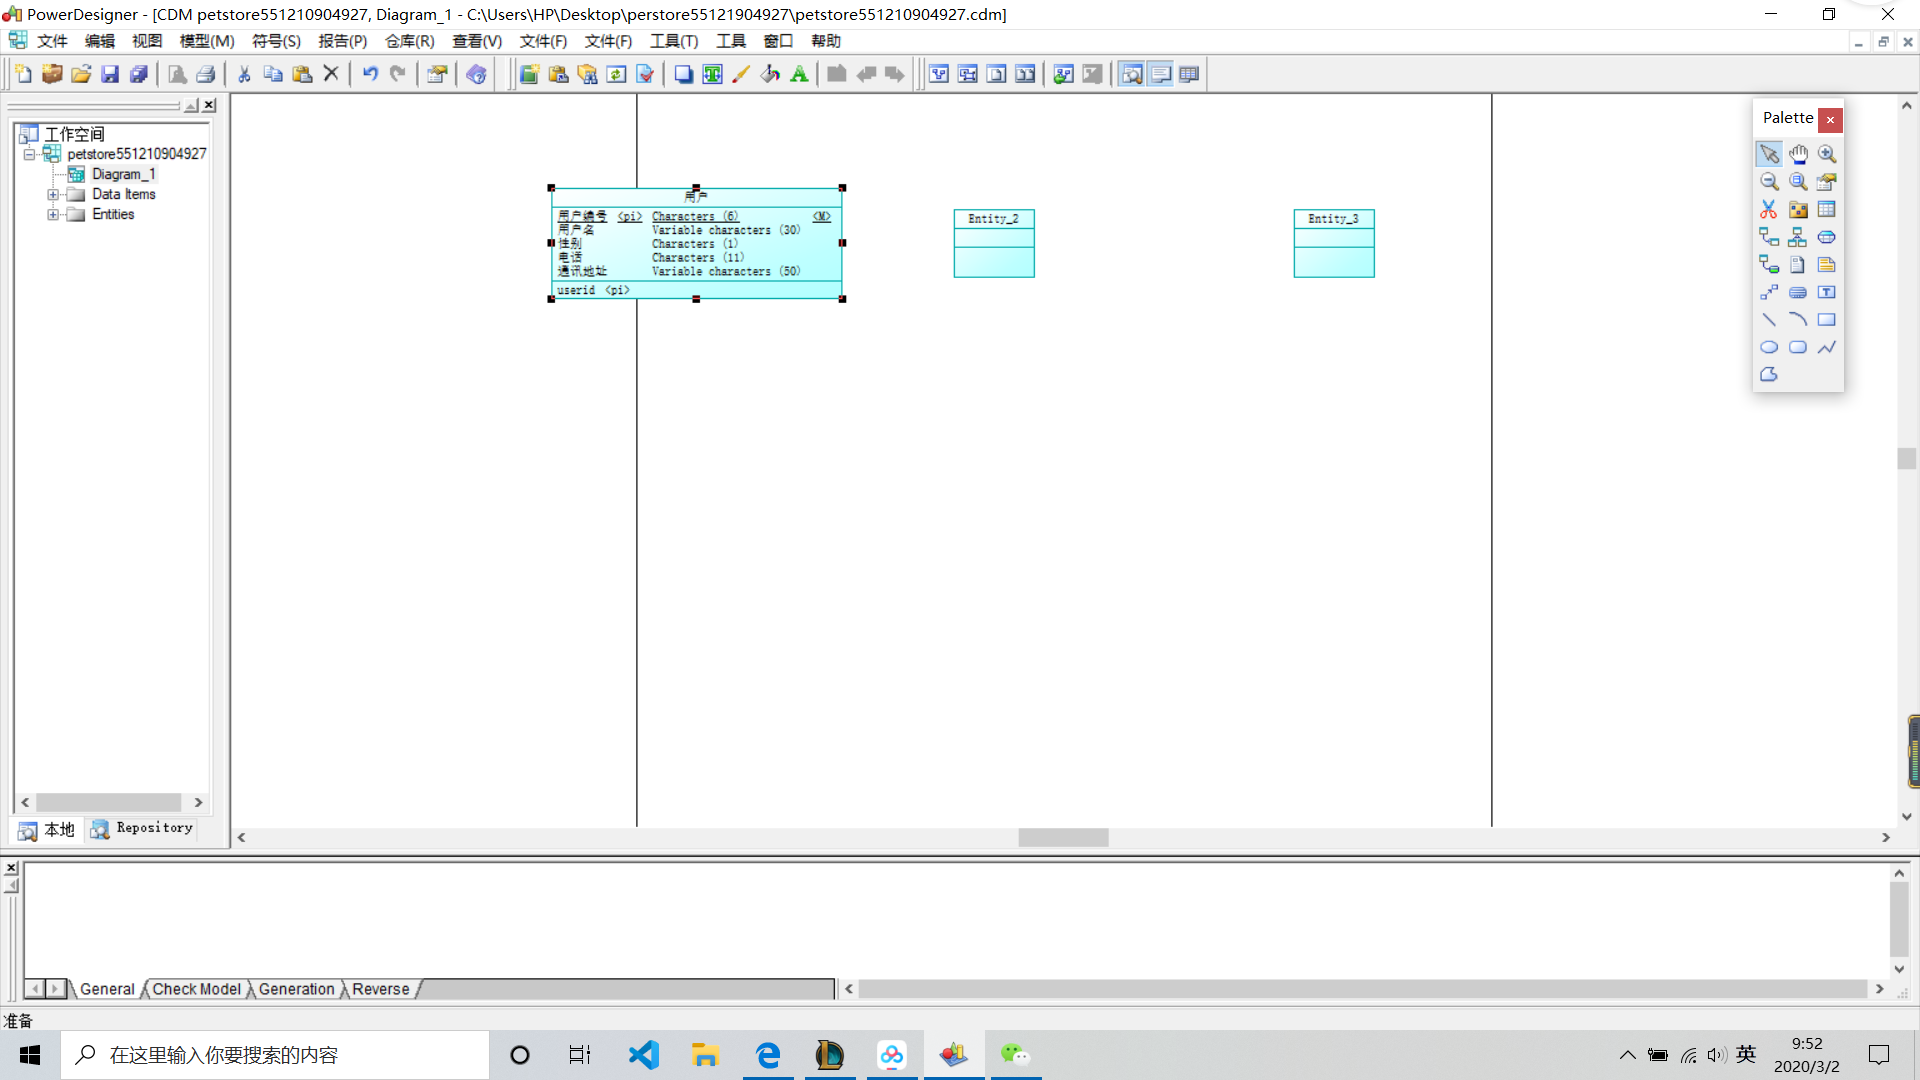 PowerDesigner - [CDM petstore551210904927, Diagram_1 - C:\Users\HP\Desktop\perstore55121904927\petstore551210904927.cdm]
文件 编辑 视图 模型(M) 符号(S) 报告(P) 仓库(R) 查看(V) 文件(F) 文件(F) 工具(T) 工具 窗口 帮助
工作空间
petstore551210904927
Diagram_1
Data Items
Entities
本地 Repository
用户
用户编号 <pi> Characters (6) <M>
用户名 Variable characters (30)
性别 Characters (1)
电话 Characters (11)
通讯地址 Variable characters (50)
userid <pi>
Entity_2
Entity_3
Palette
General Check Model Generation Reverse
准备
在这里输入你要搜索的内容
英
9:52
2020/3/2